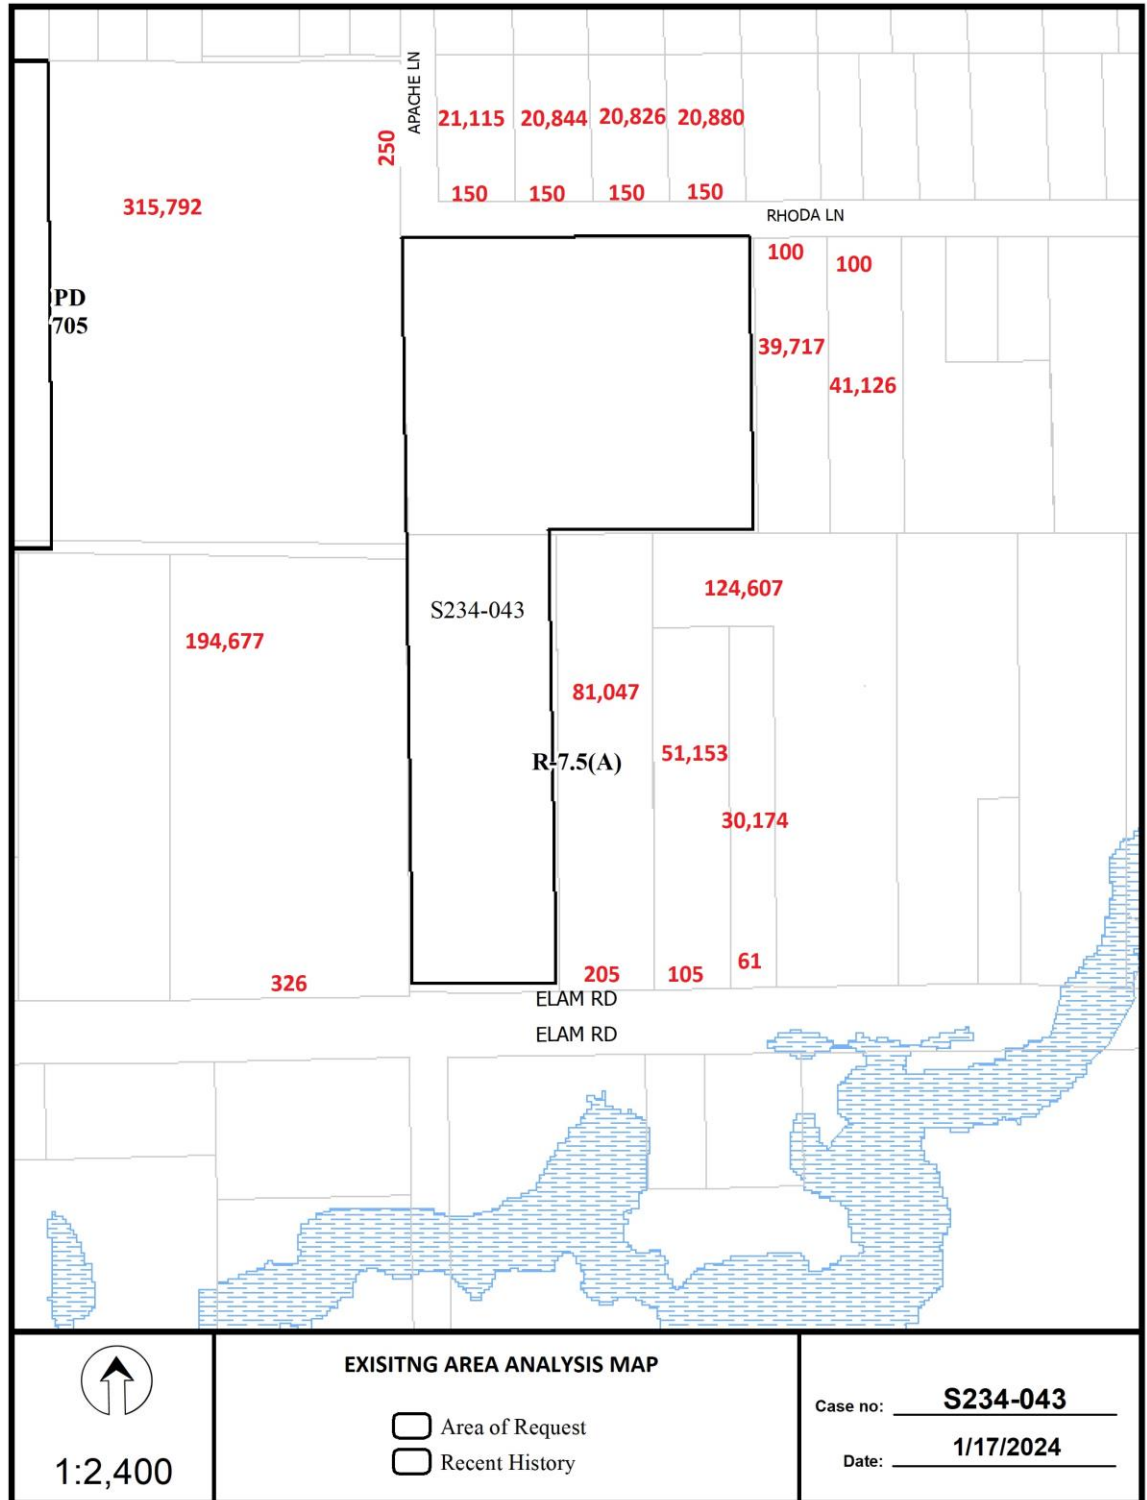 APACHE LN
21,115 20,844 20,826 20,880
250
150 150 150 150
315,792
RHODA LN
100 100
PD
705
39,717
41,126
124,607
S234-043
194,677
81,047
51,153
R-7.5(A)
30,174
326
205 105 61
ELAM RD
ELAM RD
1:2,400
EXISITNG AREA ANALYSIS MAP
Area of Request
Recent History
Case no: S234-043
Date: 1/17/2024